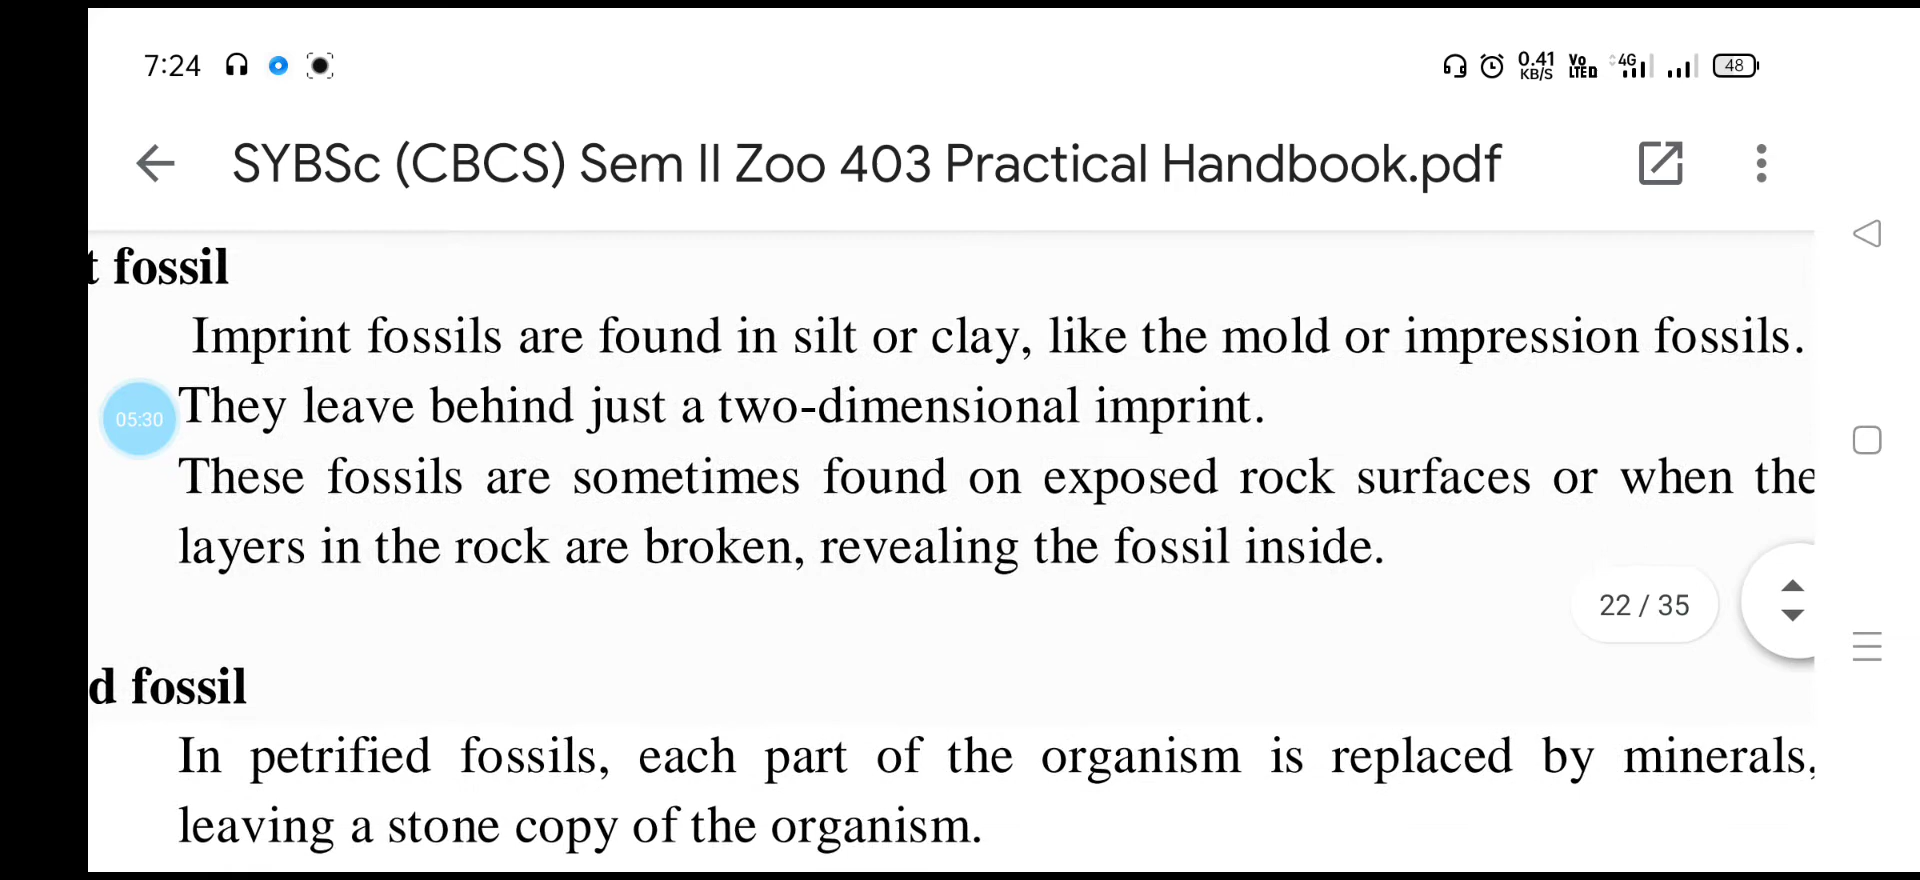 7:24 0.41 KB/S Vo LTE 4G 48
SYBSc (CBCS) Sem II Zoo 403 Practical Handbook.pdf
t fossil
Imprint fossils are found in silt or clay, like the mold or impression fossils.
05:30 They leave behind just a two-dimensional imprint.
These fossils are sometimes found on exposed rock surfaces or when the
layers in the rock are broken, revealing the fossil inside.
22 / 35
d fossil
In petrified fossils, each part of the organism is replaced by minerals,
leaving a stone copy of the organism.